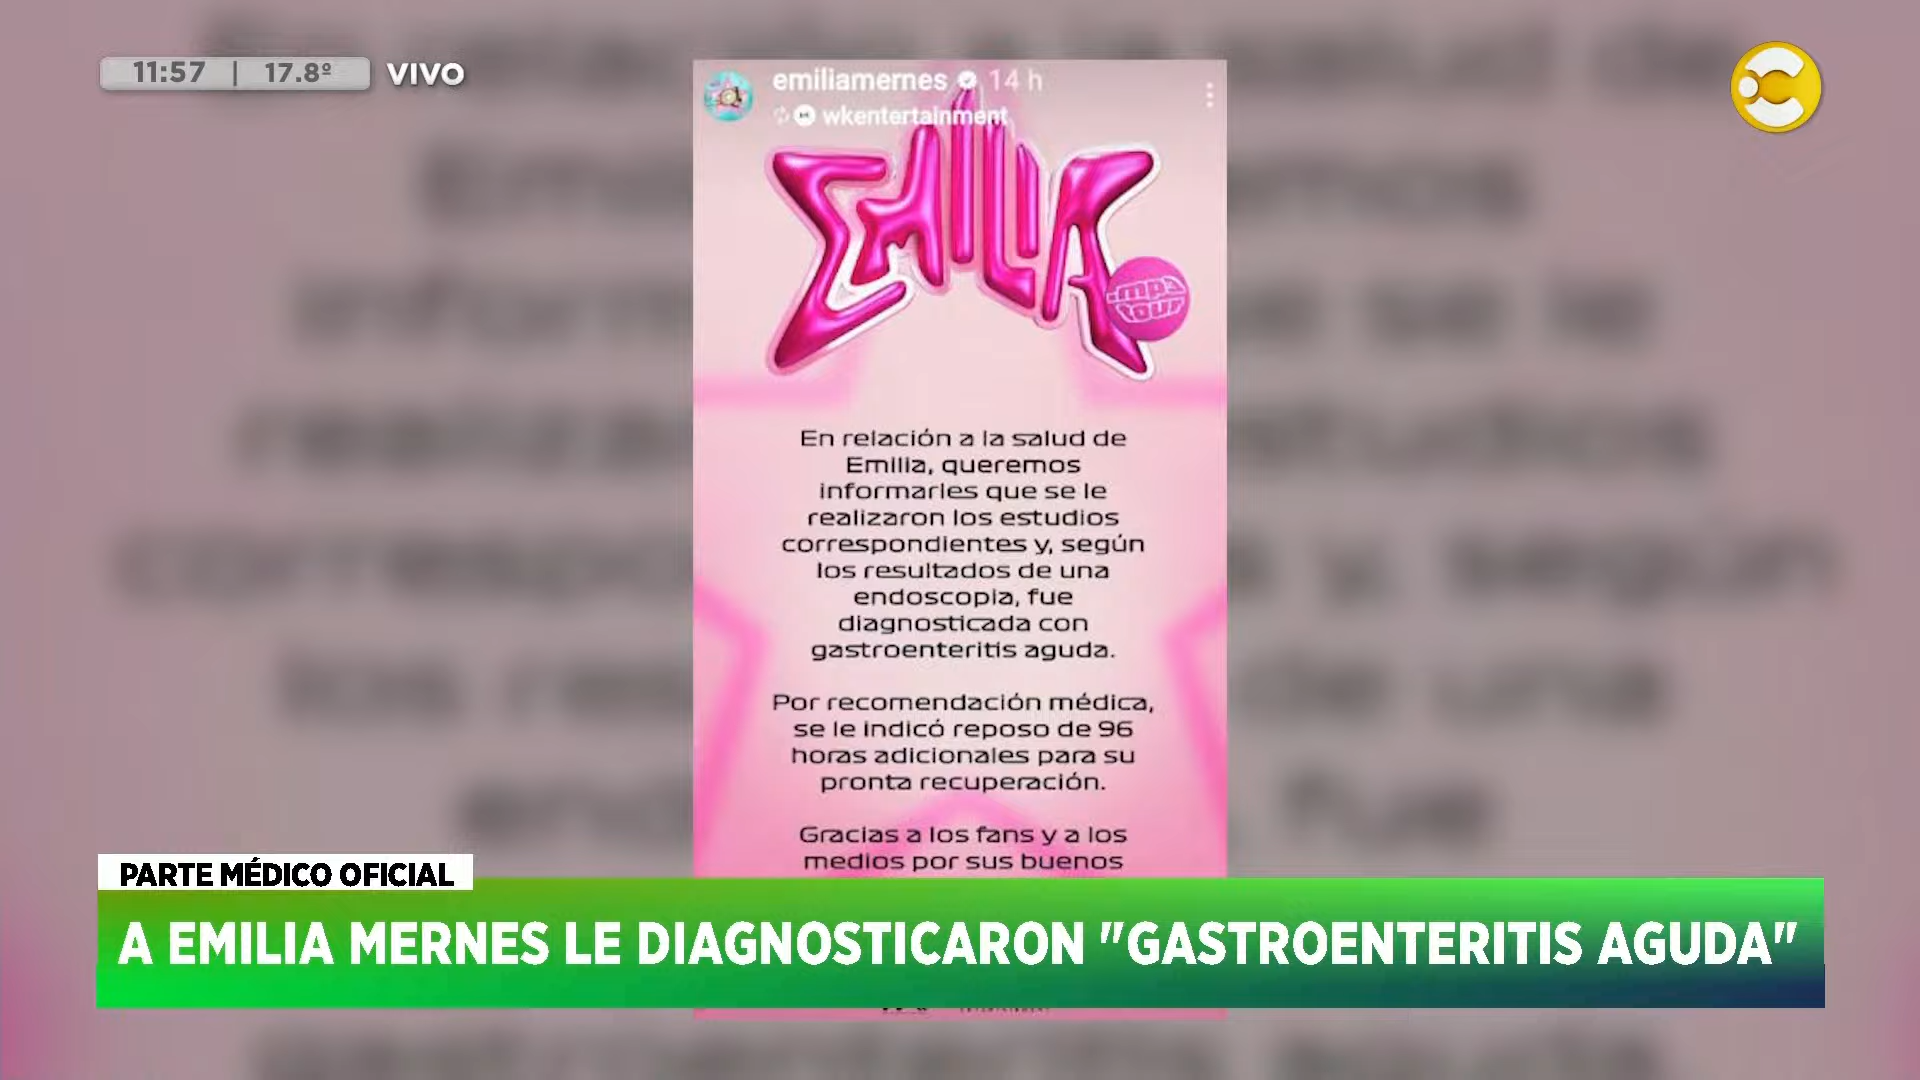 11:57 | 17.8º VIVO
emiliamernes 14 h
wkentertainment
EMILIA
.mp3
tour
En relación a la salud de
Emilia, queremos
informarles que se le
realizaron los estudios
correspondientes y, según
los resultados de una
endoscopia, fue
diagnosticada con
gastroenteritis aguda.
Por recomendación médica,
se le indicó reposo de 96
horas adicionales para su
pronta recuperación.
Gracias a los fans y a los
medios por sus buenos
PARTE MÉDICO OFICIAL
A EMILIA MERNES LE DIAGNOSTICARON "GASTROENTERITIS AGUDA"